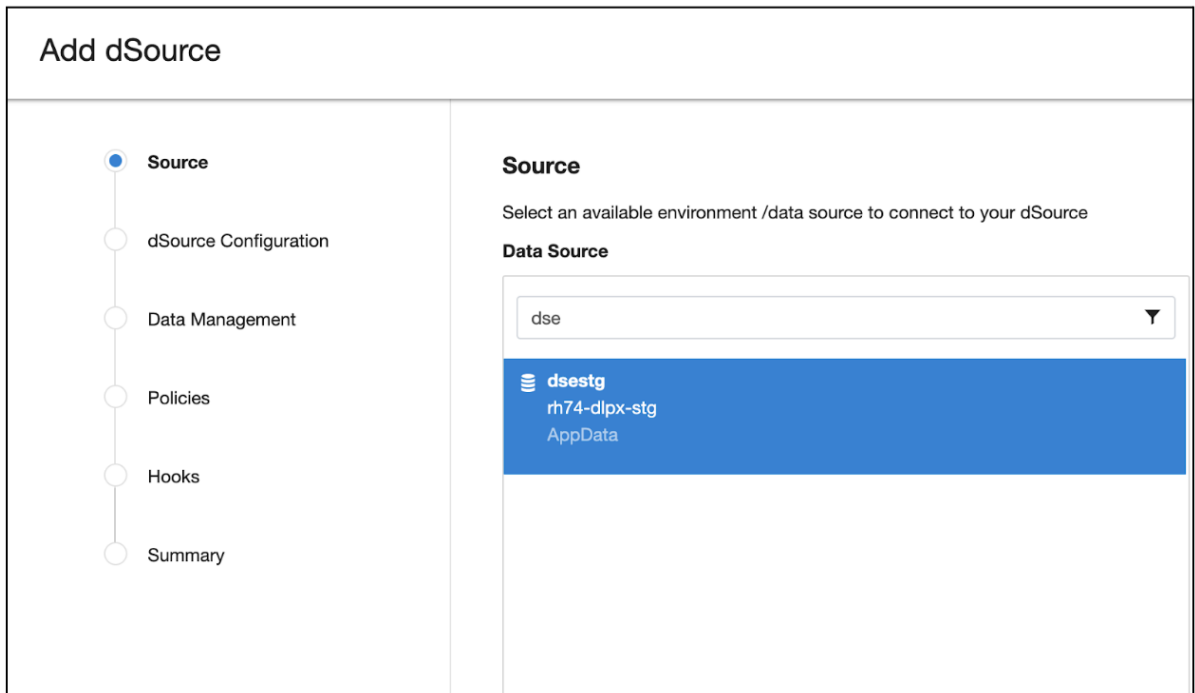 Add dSource
Source
dSource Configuration
Data Management
Policies
Hooks
Summary
Source
Select an available environment /data source to connect to your dSource
Data Source
dse
dsestg
rh74-dlpx-stg
AppData